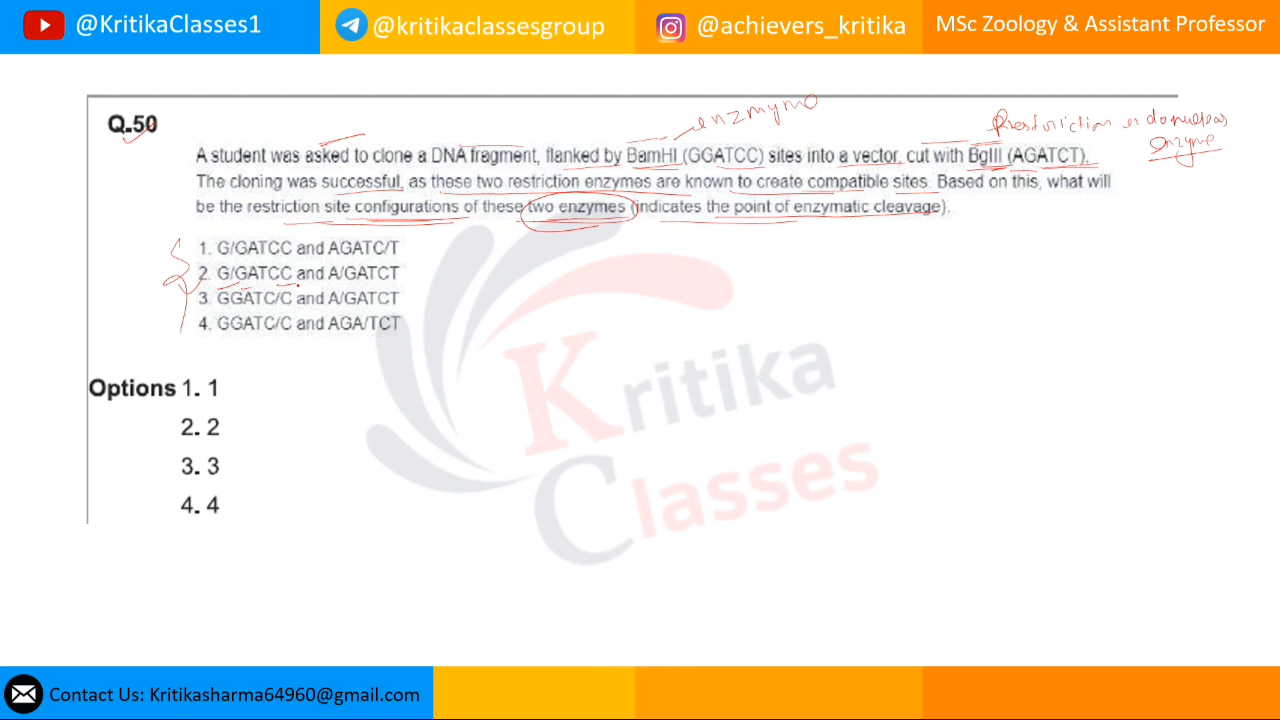 @KritikaClasses1
@kritikaclassesgroup
@achievers_kritika
MSc Zoology & Assistant Professor
Q.50
enzmyme
Restoriction endonucleas
enzyme
A student was asked to clone a DNA fragment, flanked by BamHI (GGATCC) sites into a vector, cut with BglII (AGATCT).
The cloning was successful, as these two restriction enzymes are known to create compatible sites. Based on this, what will
be the restriction site configurations of these two enzymes (indicates the point of enzymatic cleavage).
1. G/GATCC and AGATC/T
2. G/GATCC and A/GATCT
3. GGATC/C and A/GATCT
4. GGATC/C and AGA/TCT
Options 1. 1
2. 2
3. 3
4. 4
Kritika
Classes
Contact Us: Kritikasharma64960@gmail.com